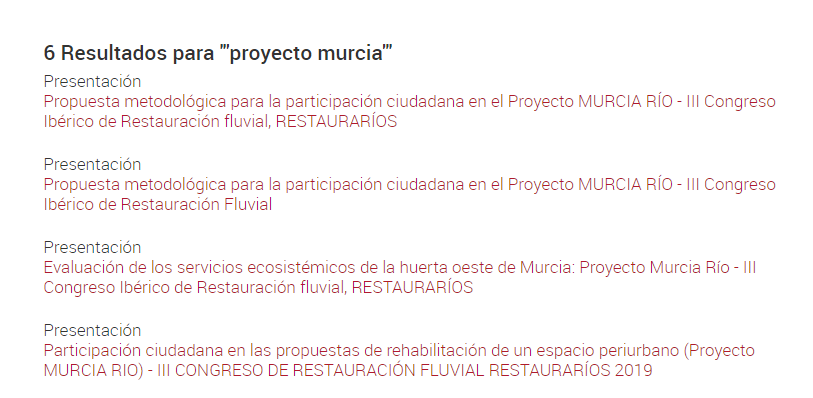 6 Resultados para "'proyecto murcia'"
Presentación
Propuesta metodológica para la participación ciudadana en el Proyecto MURCIA RÍO - III Congreso
Ibérico de Restauración fluvial, RESTAURARÍOS
Presentación
Propuesta metodológica para la participación ciudadana en el Proyecto MURCIA RÍO - III Congreso
Ibérico de Restauración Fluvial
Presentación
Evaluación de los servicios ecosistémicos de la huerta oeste de Murcia: Proyecto Murcia Río - III
Congreso Ibérico de Restauración fluvial, RESTAURARÍOS
Presentación
Participación ciudadana en las propuestas de rehabilitación de un espacio periurbano (Proyecto
MURCIA RIO) - III CONGRESO DE RESTAURACIÓN FLUVIAL RESTAURARÍOS 2019